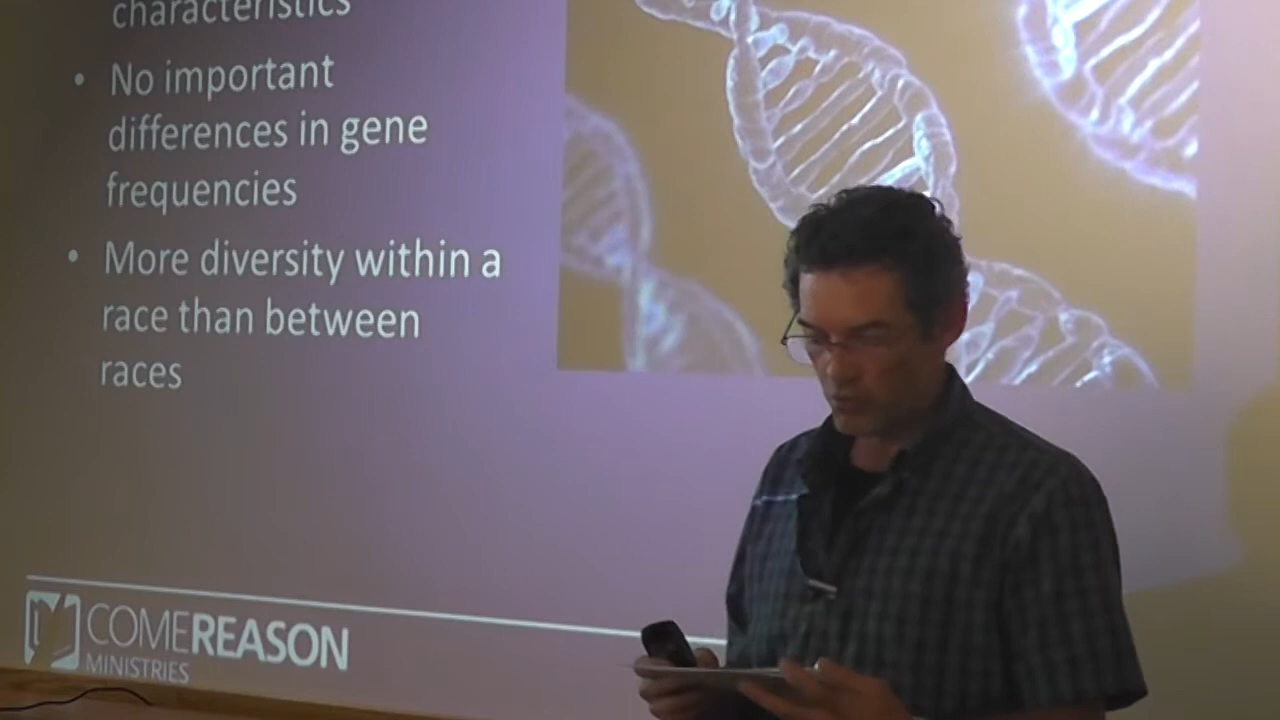 characteristics
• No important
differences in gene
frequencies
• More diversity within a
race than between
races
COMEREASON
MINISTRIES